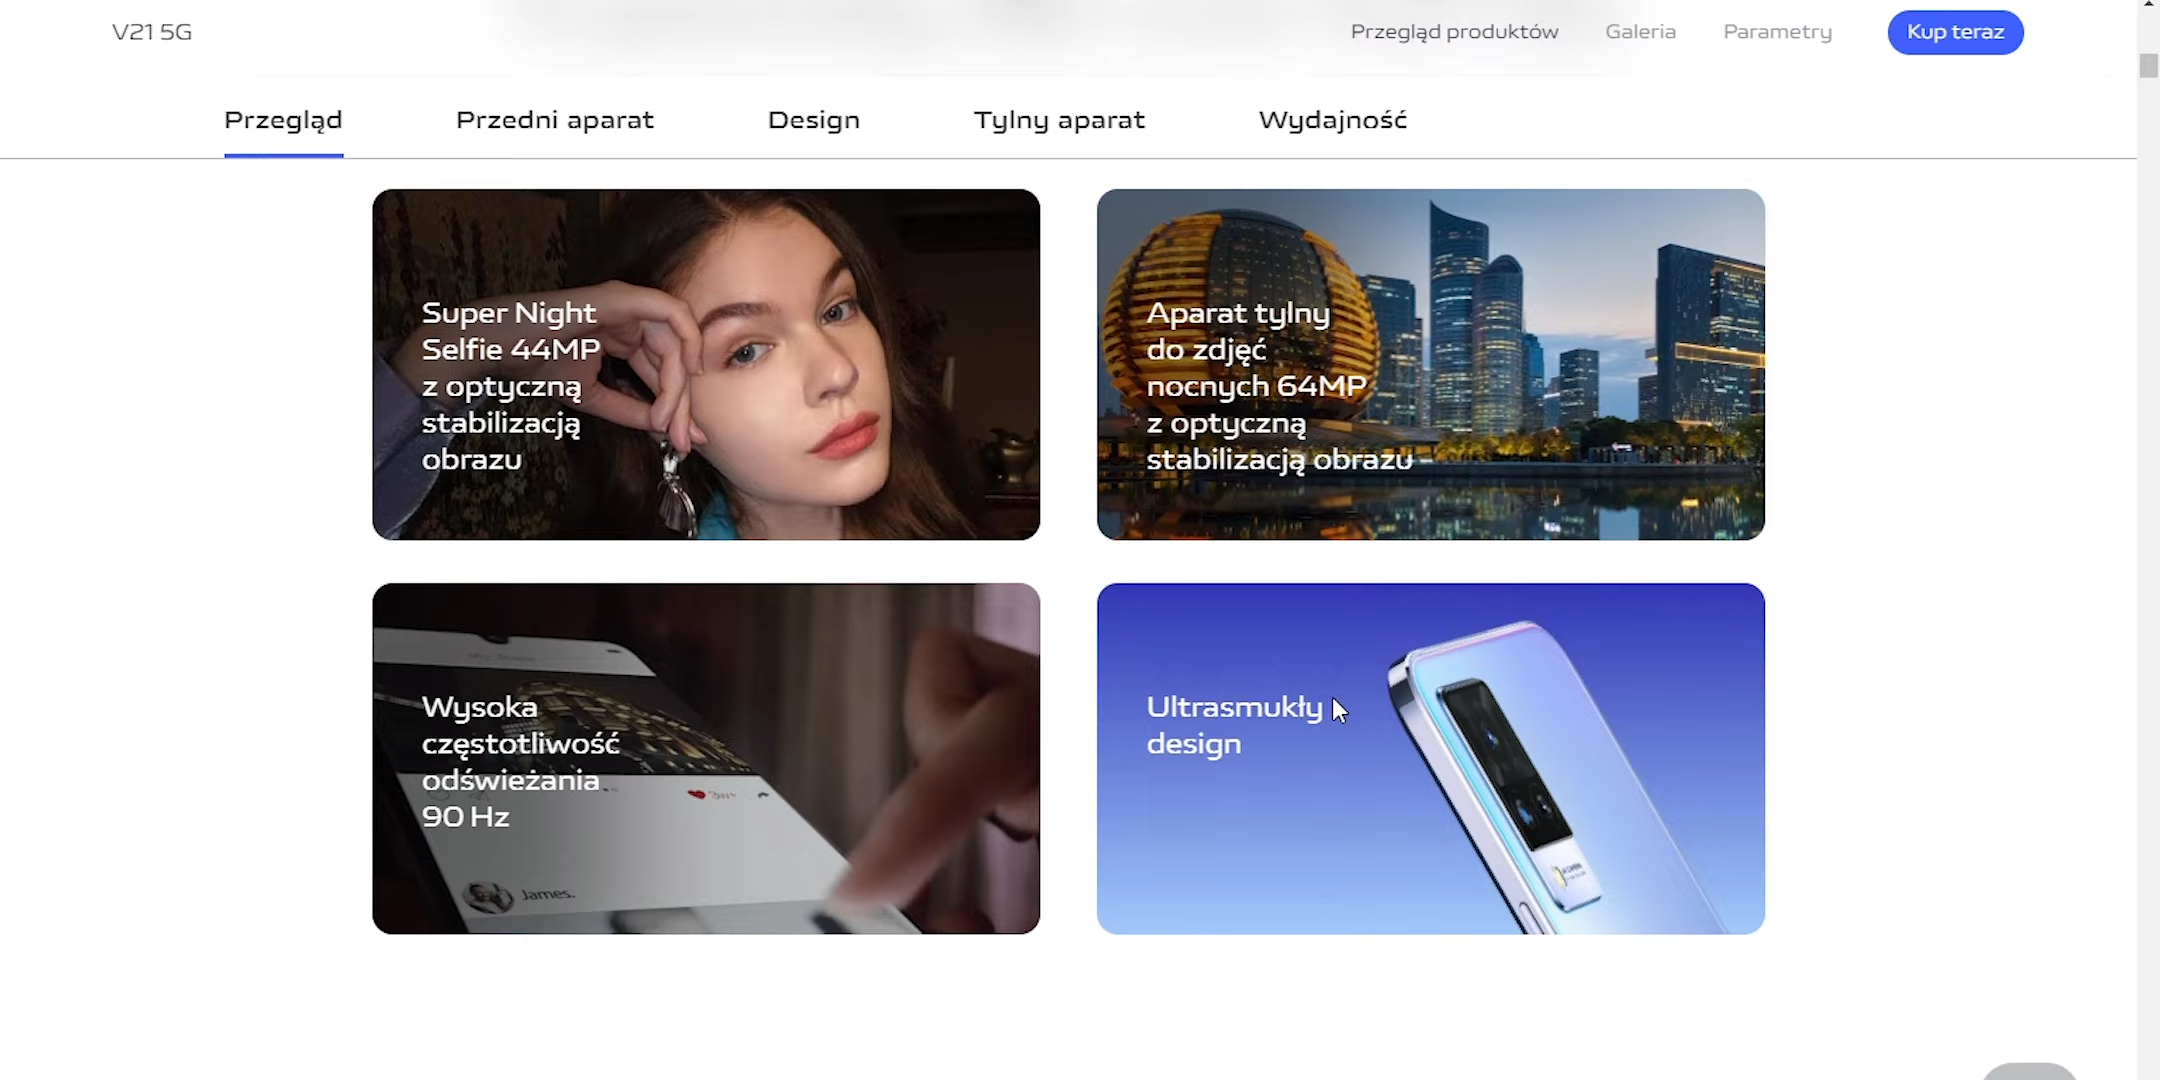 V21 5G
Przegląd produktów
Galeria
Parametry
Kup teraz
Przegląd
Przedni aparat
Design
Tylny aparat
Wydajność
Super Night
Selfie 44MP
z optyczną
stabilizacją
obrazu
Aparat tylny
do zdjęć
nocnych 64MP
z optyczną
stabilizacją obrazu
Wysoka
częstotliwość
odświeżania
90 Hz
James.
Ultrasmukły
design